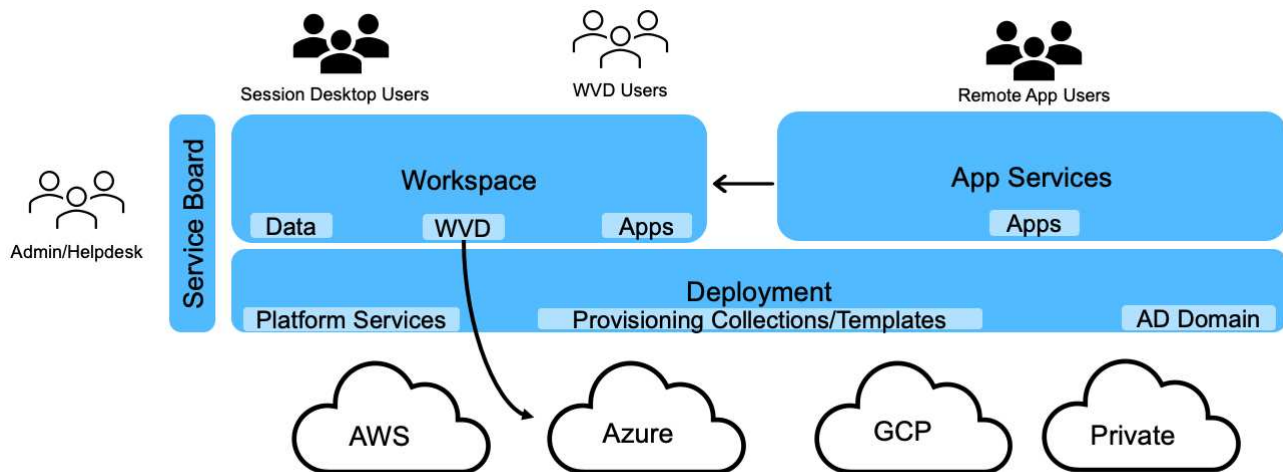 Session Desktop Users
WVD Users
Remote App Users
Admin/Helpdesk
Service Board
Workspace
Data
WVD
Apps
App Services
Apps
Deployment
Platform Services
Provisioning Collections/Templates
AD Domain
AWS
Azure
GCP
Private